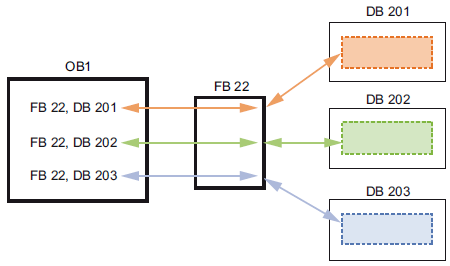 DB 201
OB1
FB 22
FB 22, DB 201
DB 202
FB 22, DB 202
FB 22, DB 203
DB 203